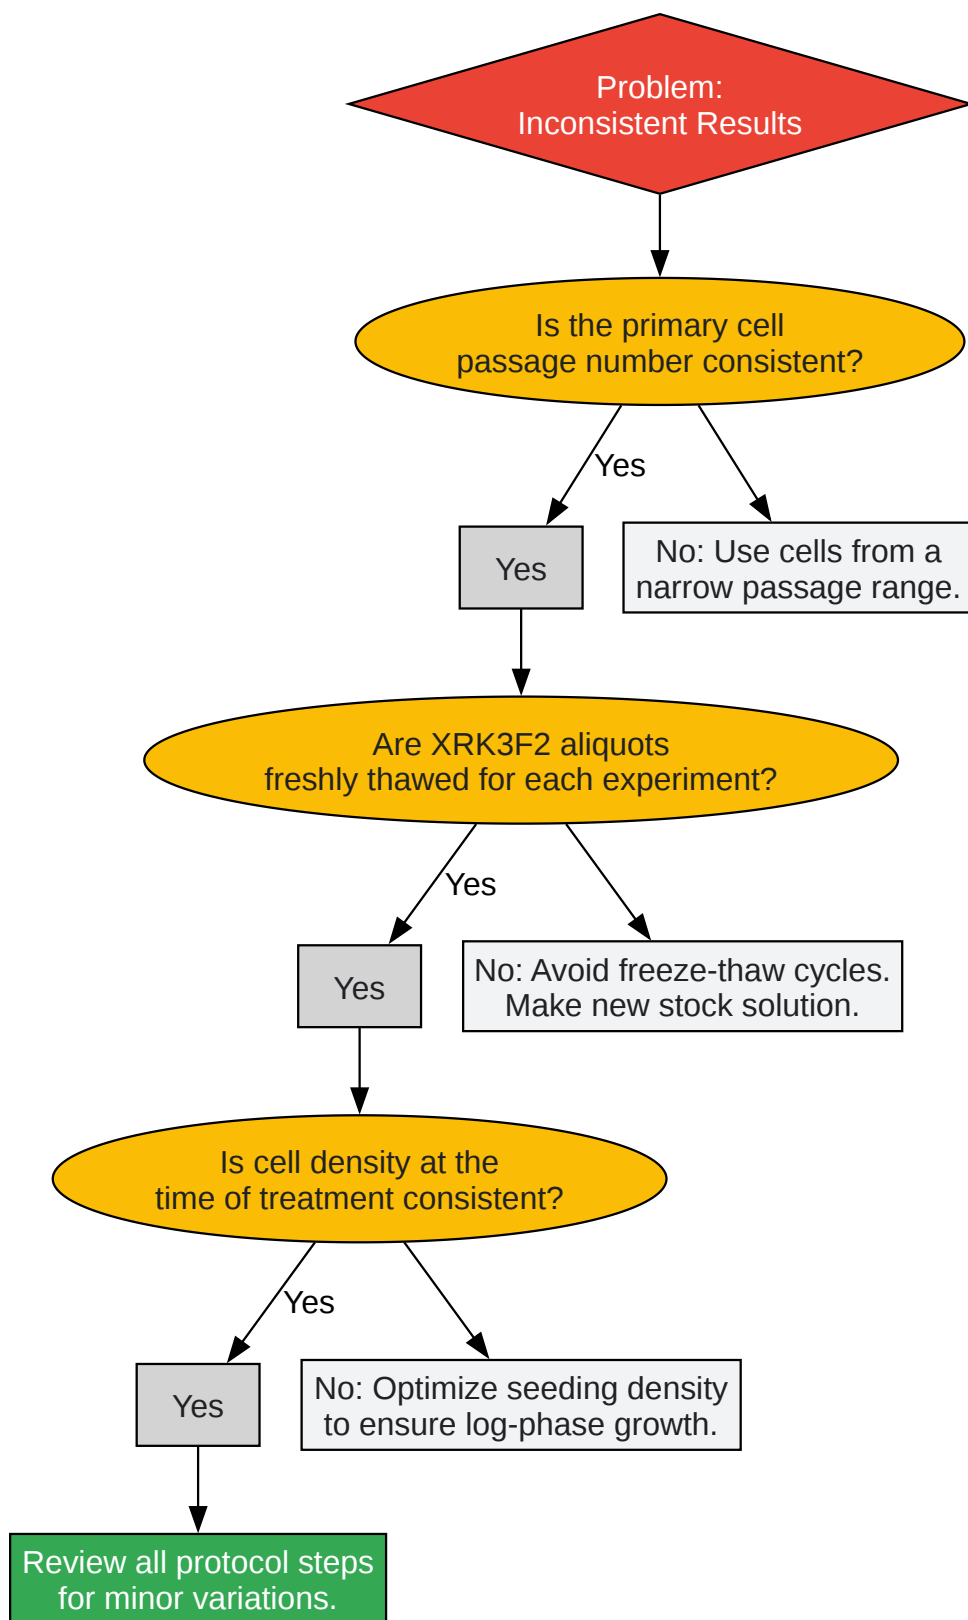 Problem:
Inconsistent Results
Is the primary cell
passage number consistent?
Yes
Yes
No: Use cells from a
narrow passage range.
Are XRK3F2 aliquots
freshly thawed for each experiment?
Yes
Yes
No: Avoid freeze-thaw cycles.
Make new stock solution.
Is cell density at the
time of treatment consistent?
Yes
Yes
No: Optimize seeding density
to ensure log-phase growth.
Review all protocol steps
for minor variations.